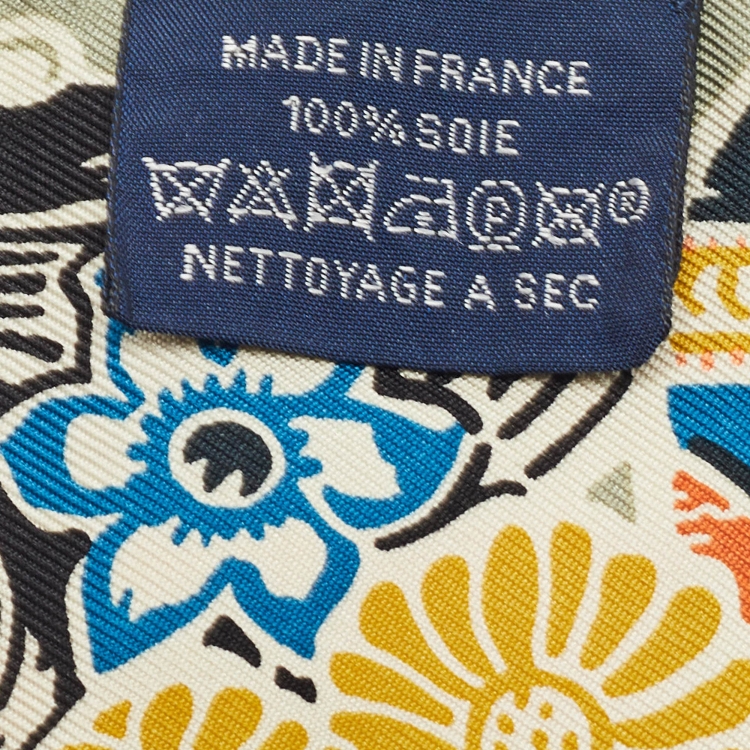 MADE IN FRANCE
100% SOIE
P ®
NETTOYAGE A SEC